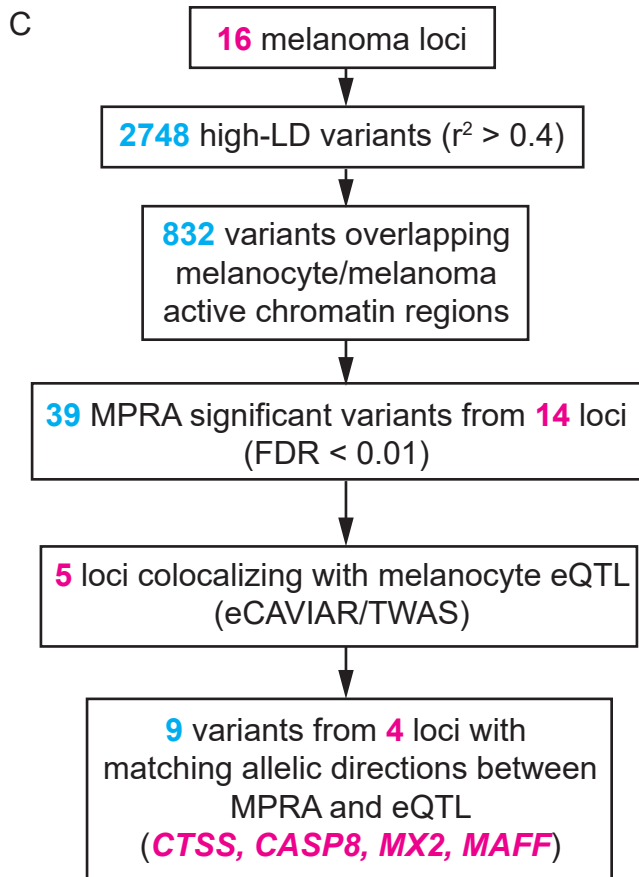 C
16 melanoma loci
2748 high-LD variants (r² > 0.4)
832 variants overlapping
melanocyte/melanoma
active chromatin regions
39 MPRA significant variants from 14 loci
(FDR < 0.01)
5 loci colocalizing with melanocyte eQTL
(eCAVIAR/TWAS)
9 variants from 4 loci with
matching allelic directions between
MPRA and eQTL
(CTSS, CASP8, MX2, MAFF)